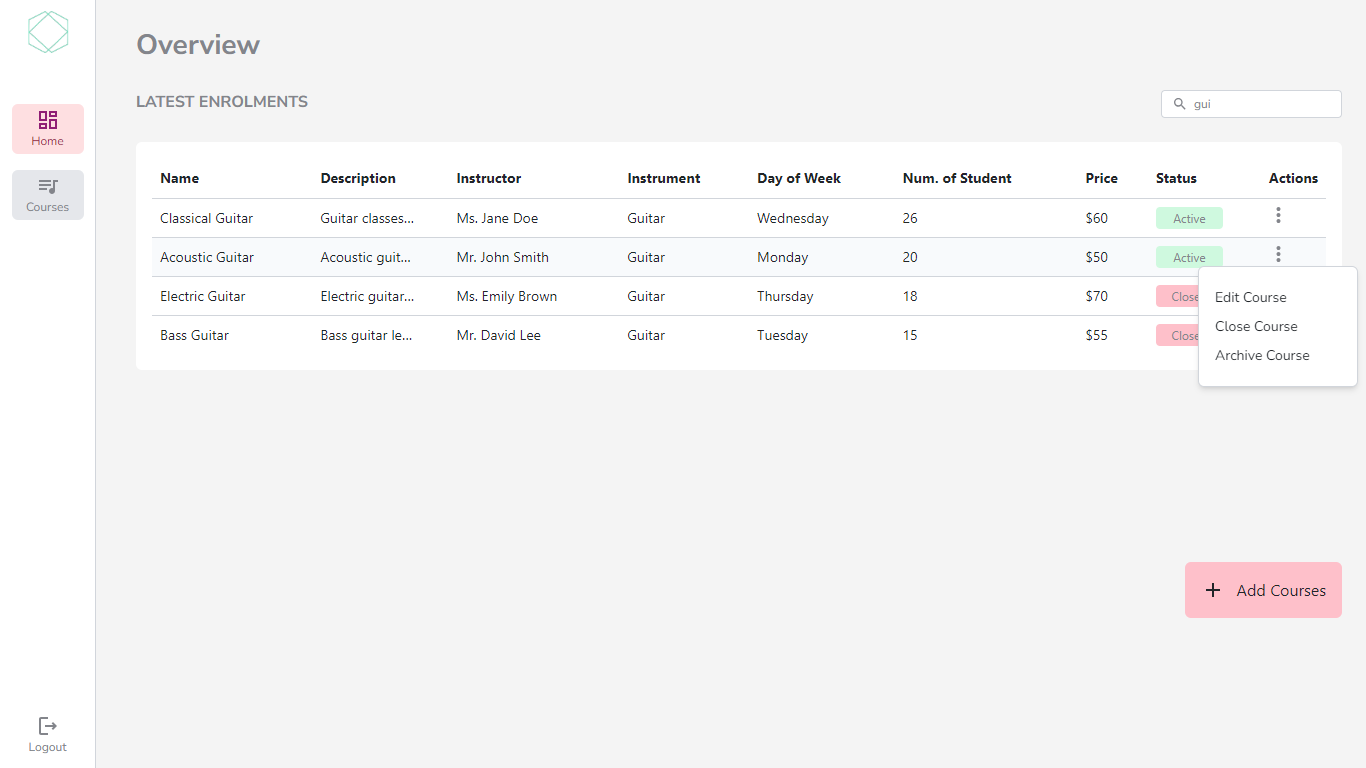 Overview
LATEST ENROLMENTS
gui
Home
Courses
Name Description Instructor Instrument Day of Week Num. of Student Price Status Actions
Classical Guitar Guitar classes... Ms. Jane Doe Guitar Wednesday 26 $60 Active
Acoustic Guitar Acoustic guit... Mr. John Smith Guitar Monday 20 $50 Active
Electric Guitar Electric guitar... Ms. Emily Brown Guitar Thursday 18 $70 Close
Bass Guitar Bass guitar le... Mr. David Lee Guitar Tuesday 15 $55 Close
Edit Course
Close Course
Archive Course
Add Courses
Logout